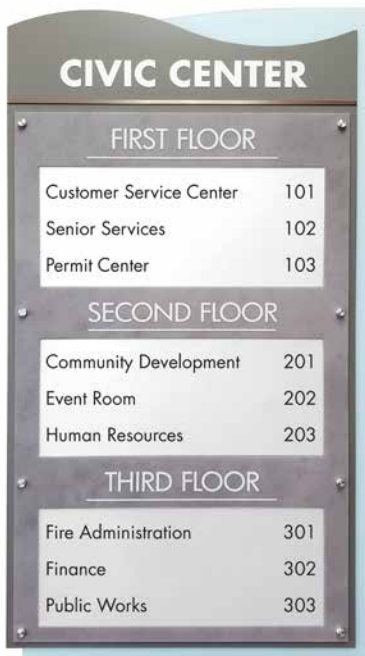 CIVIC CENTER
FIRST FLOOR
Customer Service Center 101
Senior Services 102
Permit Center 103
SECOND FLOOR
Community Development 201
Event Room 202
Human Resources 203
THIRD FLOOR
Fire Administration 301
Finance 302
Public Works 303